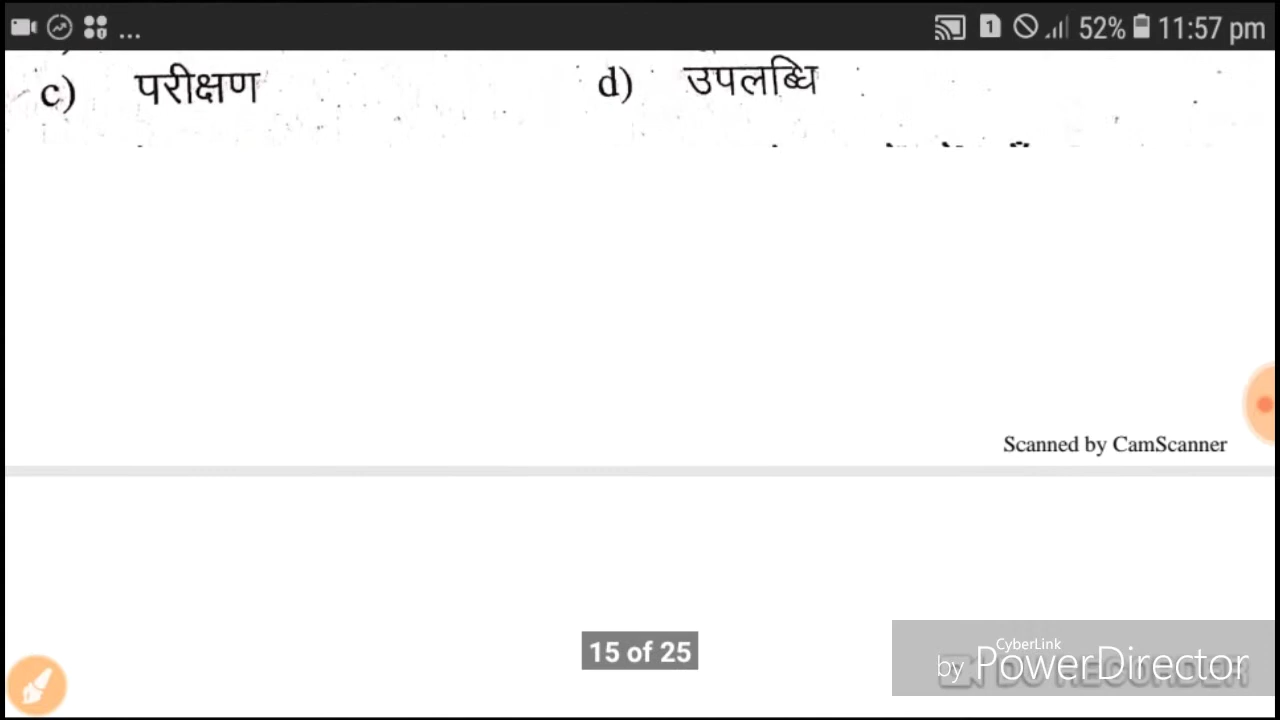 ... 52% 11:57 pm
c) परीक्षण d) उपलब्धि
Scanned by CamScanner
15 of 25
CyberLink
by PowerDirector